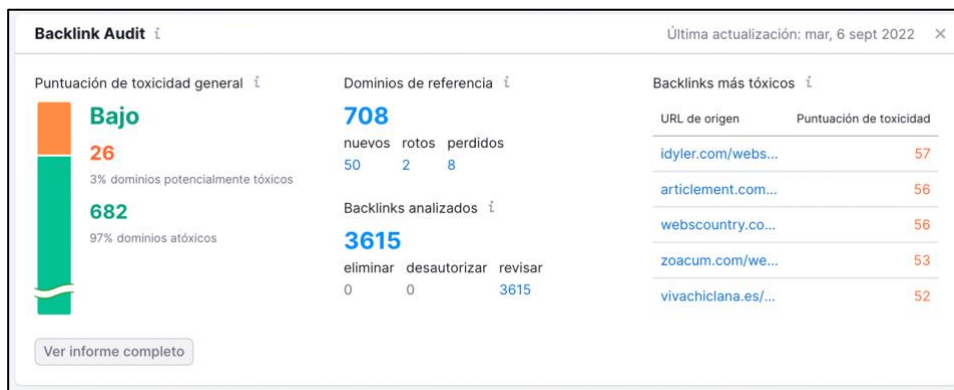 Backlink Audit i
Última actualización: mar, 6 sept 2022 ×
Puntuación de toxicidad general i
Bajo
26
3% dominios potencialmente tóxicos
682
97% dominios atóxicos
Ver informe completo
Dominios de referencia i
708
nuevos rotos perdidos
50 2 8
Backlinks analizados i
3615
eliminar desautorizar revisar
0 0 3615
Backlinks más tóxicos i
URL de origen Puntuación de toxicidad
idyler.com/webs... 57
articlement.com... 56
webscountry.co... 56
zoacum.com/we... 53
vivachiclana.es/... 52